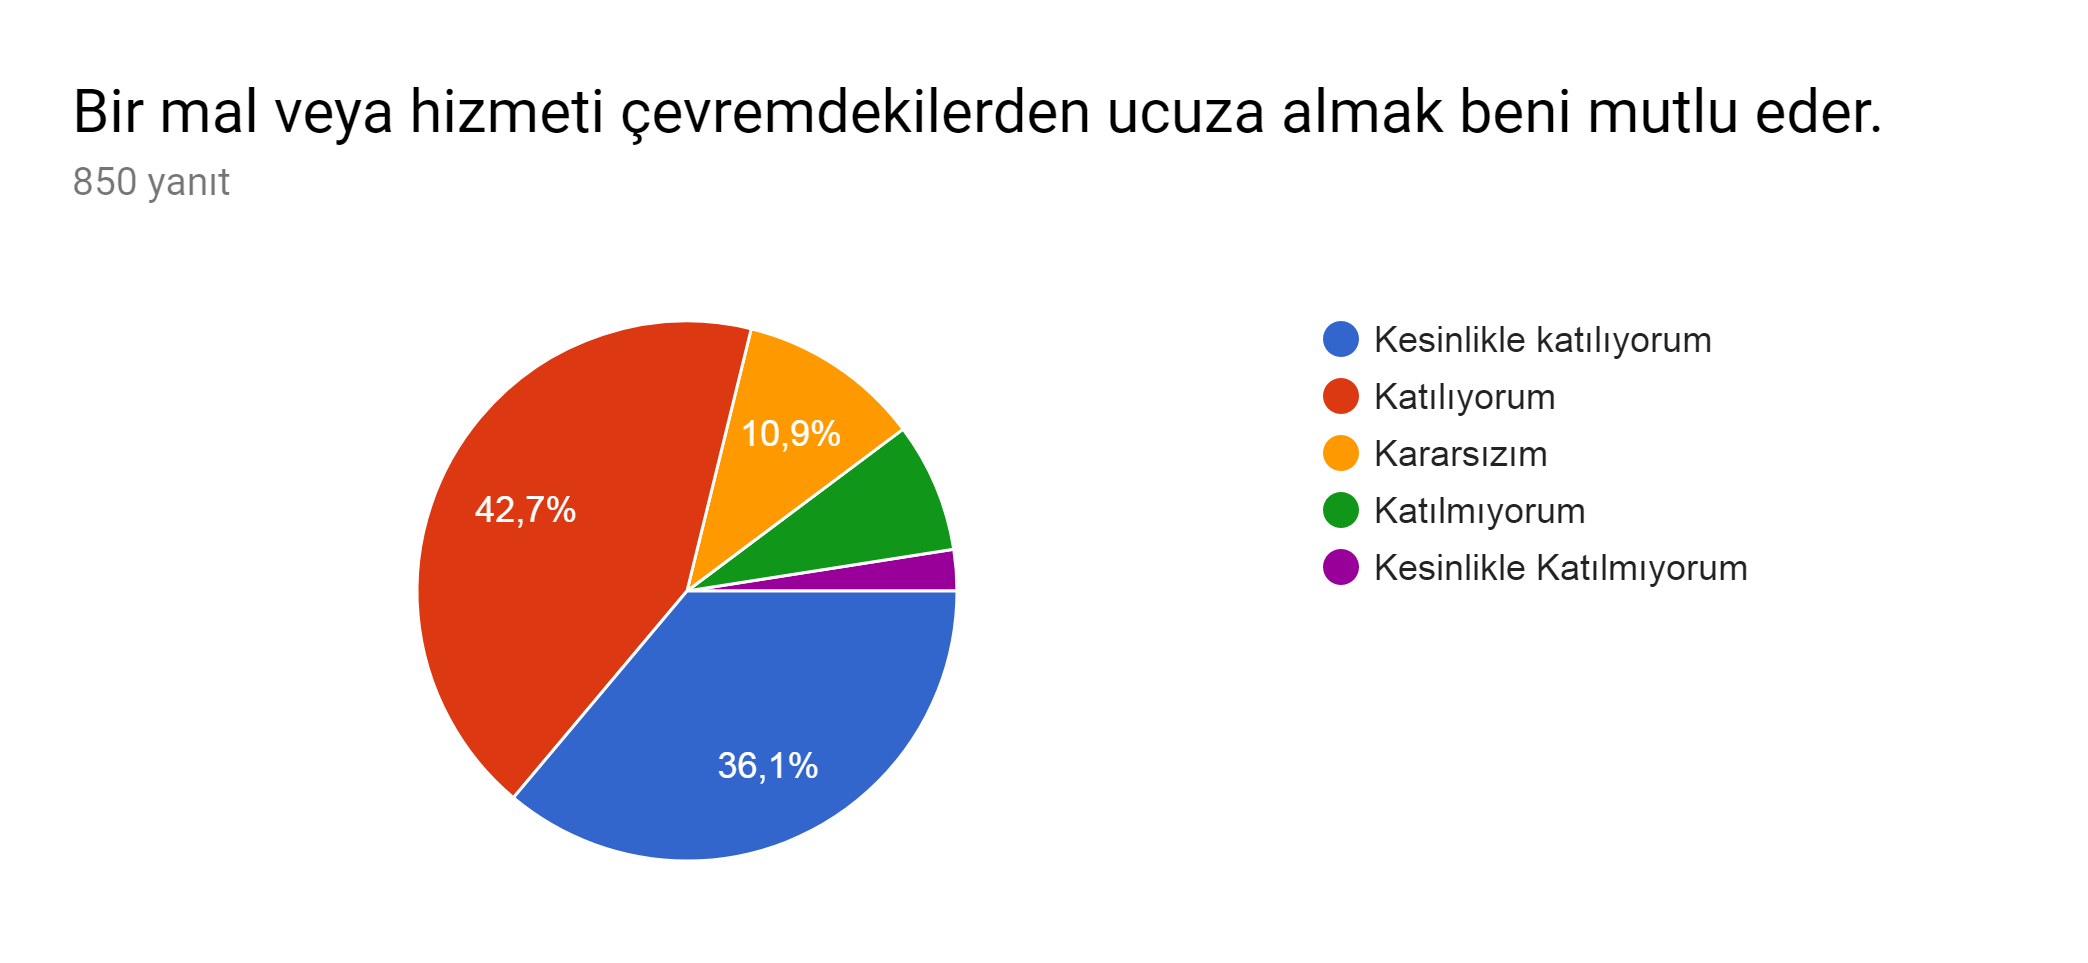 Bir mal veya hizmeti çevremdekilerden ucuza almak beni mutlu eder.
850 yanıt
10,9%
42,7%
36,1%
Kesinlikle katılıyorum
Katılıyorum
Kararsızım
Katılmıyorum
Kesinlikle Katılmıyorum